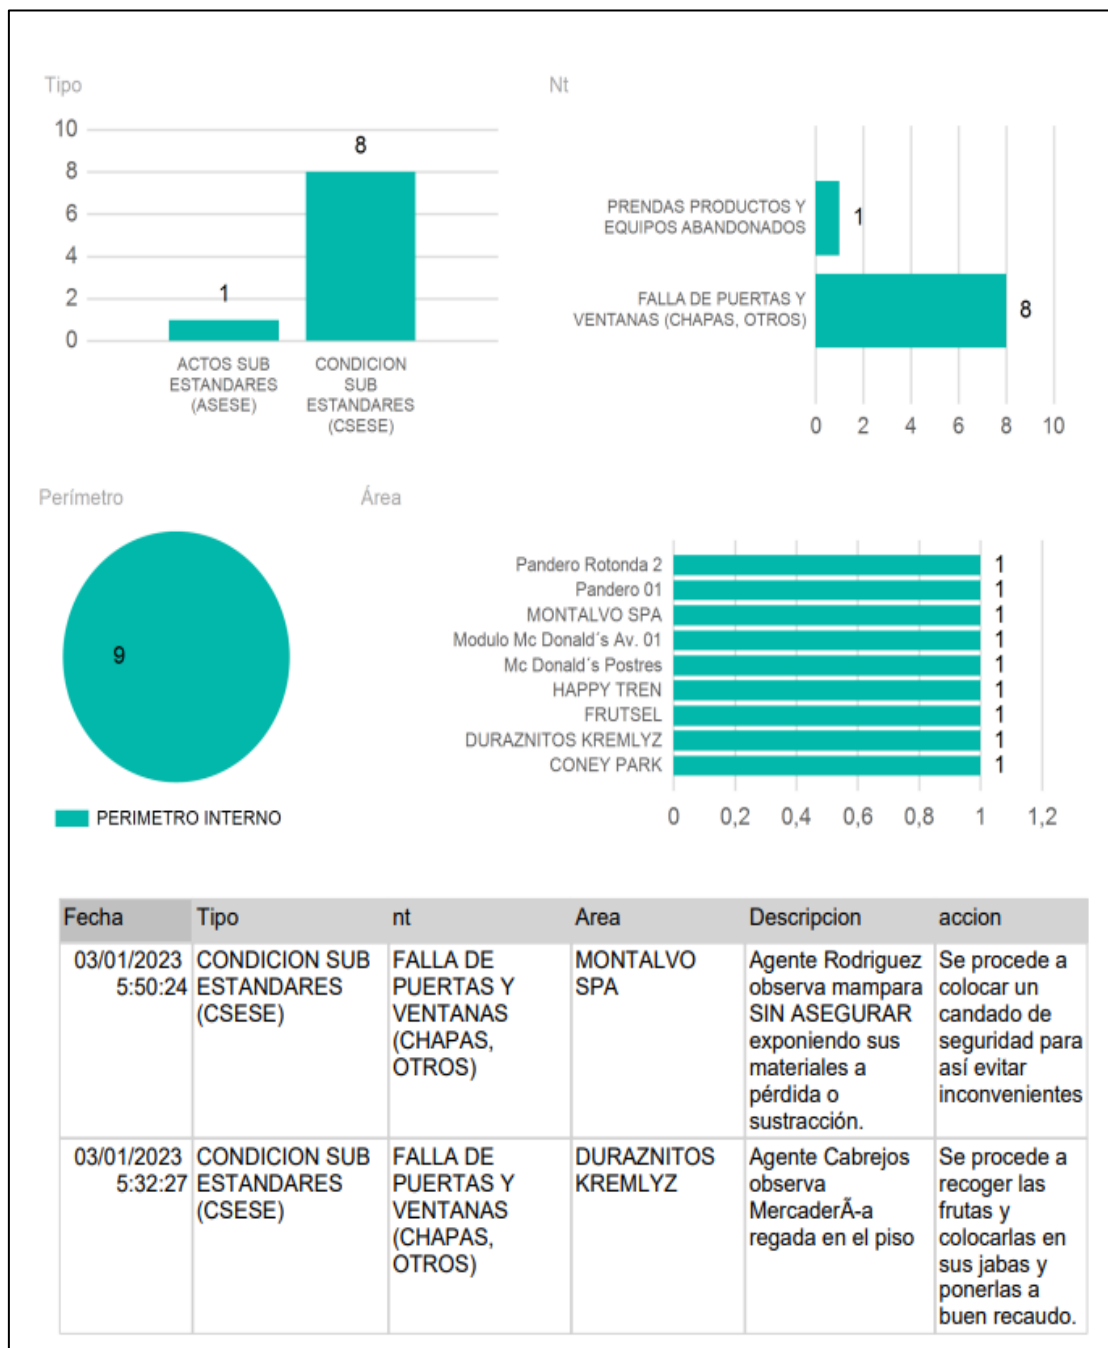 Tipo
10
8
6
4
2
0
1
8
ACTOS SUB
ESTANDARES
(ASESE)
CONDICION
SUB
ESTANDARES
(CSESE)
Nt
PRENDAS PRODUCTOS Y
EQUIPOS ABANDONADOS
1
FALLA DE PUERTAS Y
VENTANAS (CHAPAS, OTROS)
8
0 2 4 6 8 10
Perímetro
9
PERIMETRO INTERNO
Área
Pandero Rotonda 2 1
Pandero 01 1
MONTALVO SPA 1
Modulo Mc Donald´s Av. 01 1
Mc Donald´s Postres 1
HAPPY TREN 1
FRUTSEL 1
DURAZNITOS KREMLYZ 1
CONEY PARK 1
0 0,2 0,4 0,6 0,8 1 1,2
Fecha Tipo nt Area Descripcion accion
03/01/2023
5:50:24
CONDICION SUB
ESTANDARES
(CSESE)
FALLA DE
PUERTAS Y
VENTANAS
(CHAPAS,
OTROS)
MONTALVO
SPA
Agente Rodriguez
observa mampara
SIN ASEGURAR
exponiendo sus
materiales a
pérdida o
sustracción.
Se procede a
colocar un
candado de
seguridad para
así evitar
inconvenientes
03/01/2023
5:32:27
CONDICION SUB
ESTANDARES
(CSESE)
FALLA DE
PUERTAS Y
VENTANAS
(CHAPAS,
OTROS)
DURAZNITOS
KREMLYZ
Agente Cabrejos
observa
MercaderÃ-a
regada en el piso
Se procede a
recoger las
frutas y
colocarlas en
sus jabas y
ponerlas a
buen recaudo.